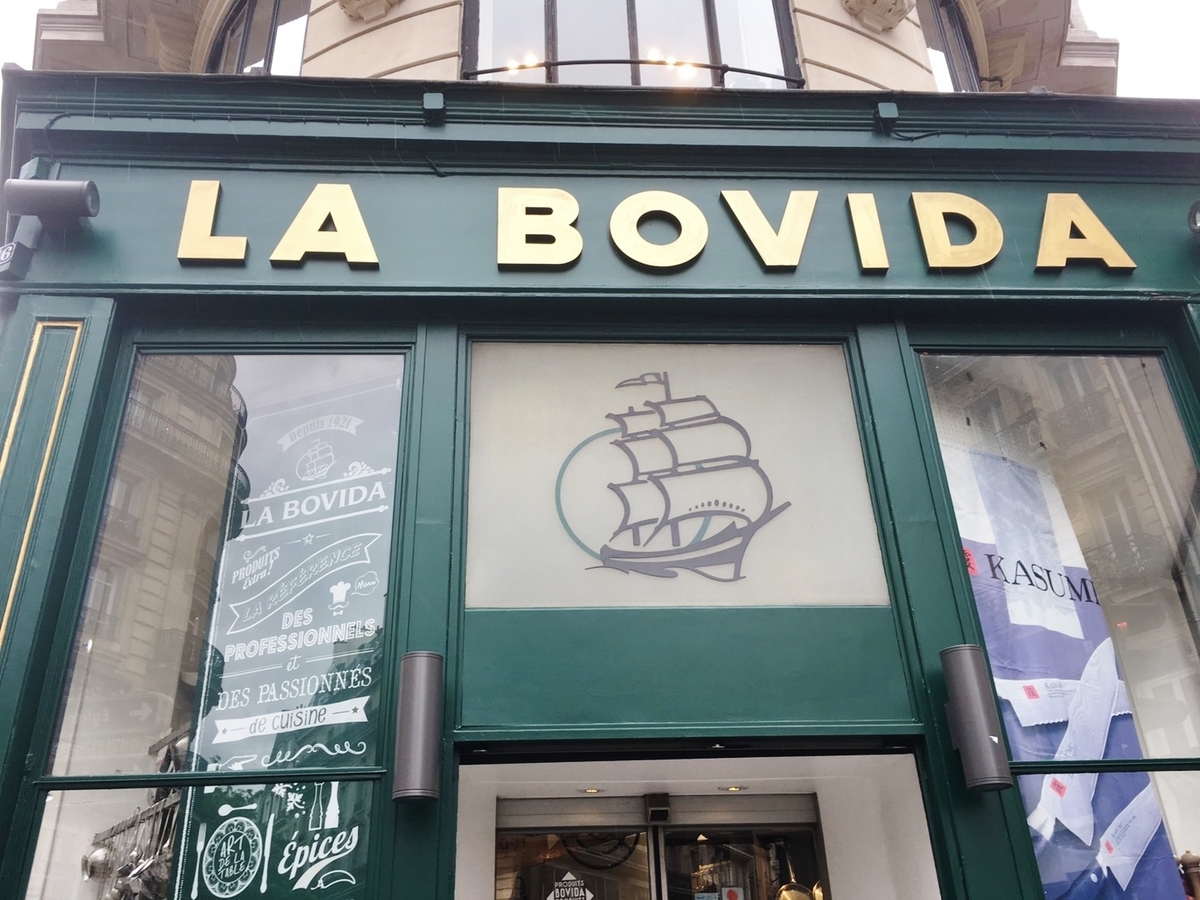 LA BOVIDA
Depuis 1921
LA BOVIDA
PRODUITS
Extra!
LA RÉFÉRENCE
Miam
DES
PROFESSIONNELS
et
DES PASSIONNÉS
de cuisine
ART
DE LA
TABLE
Épices
KASUMI
PRODUITS
BOVIDA